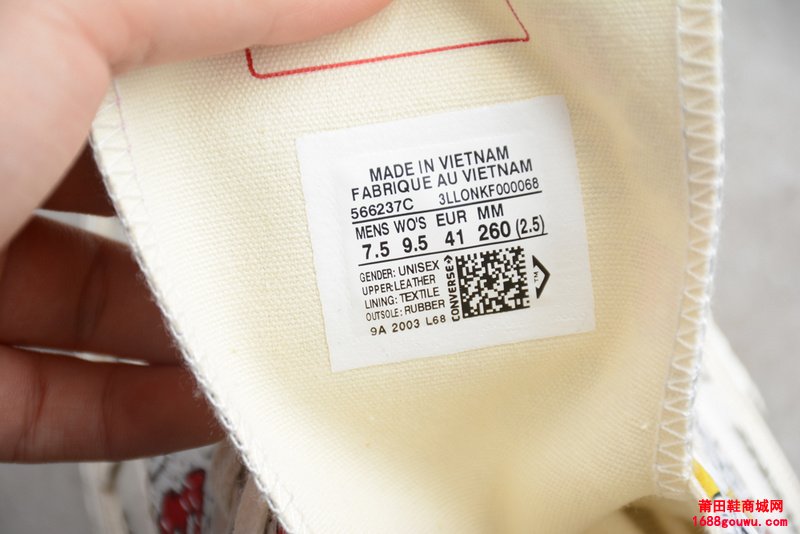 MADE IN VIETNAM
FABRIQUE AU VIETNAM
566237C 3LLONKF000068
MENS WO'S EUR MM
7.5 9.5 41 260 (2.5)
GENDER: UNISEX
UPPER:LEATHER
LINING: TEXTILE
OUTSOLE: RUBBER
9A 2003 L68
CONVERSE
TM
莆田鞋商城网
1688gouwu.com